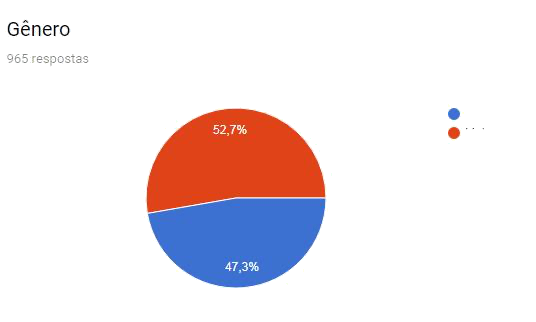 Gênero
965 respostas
52,7%
47,3%